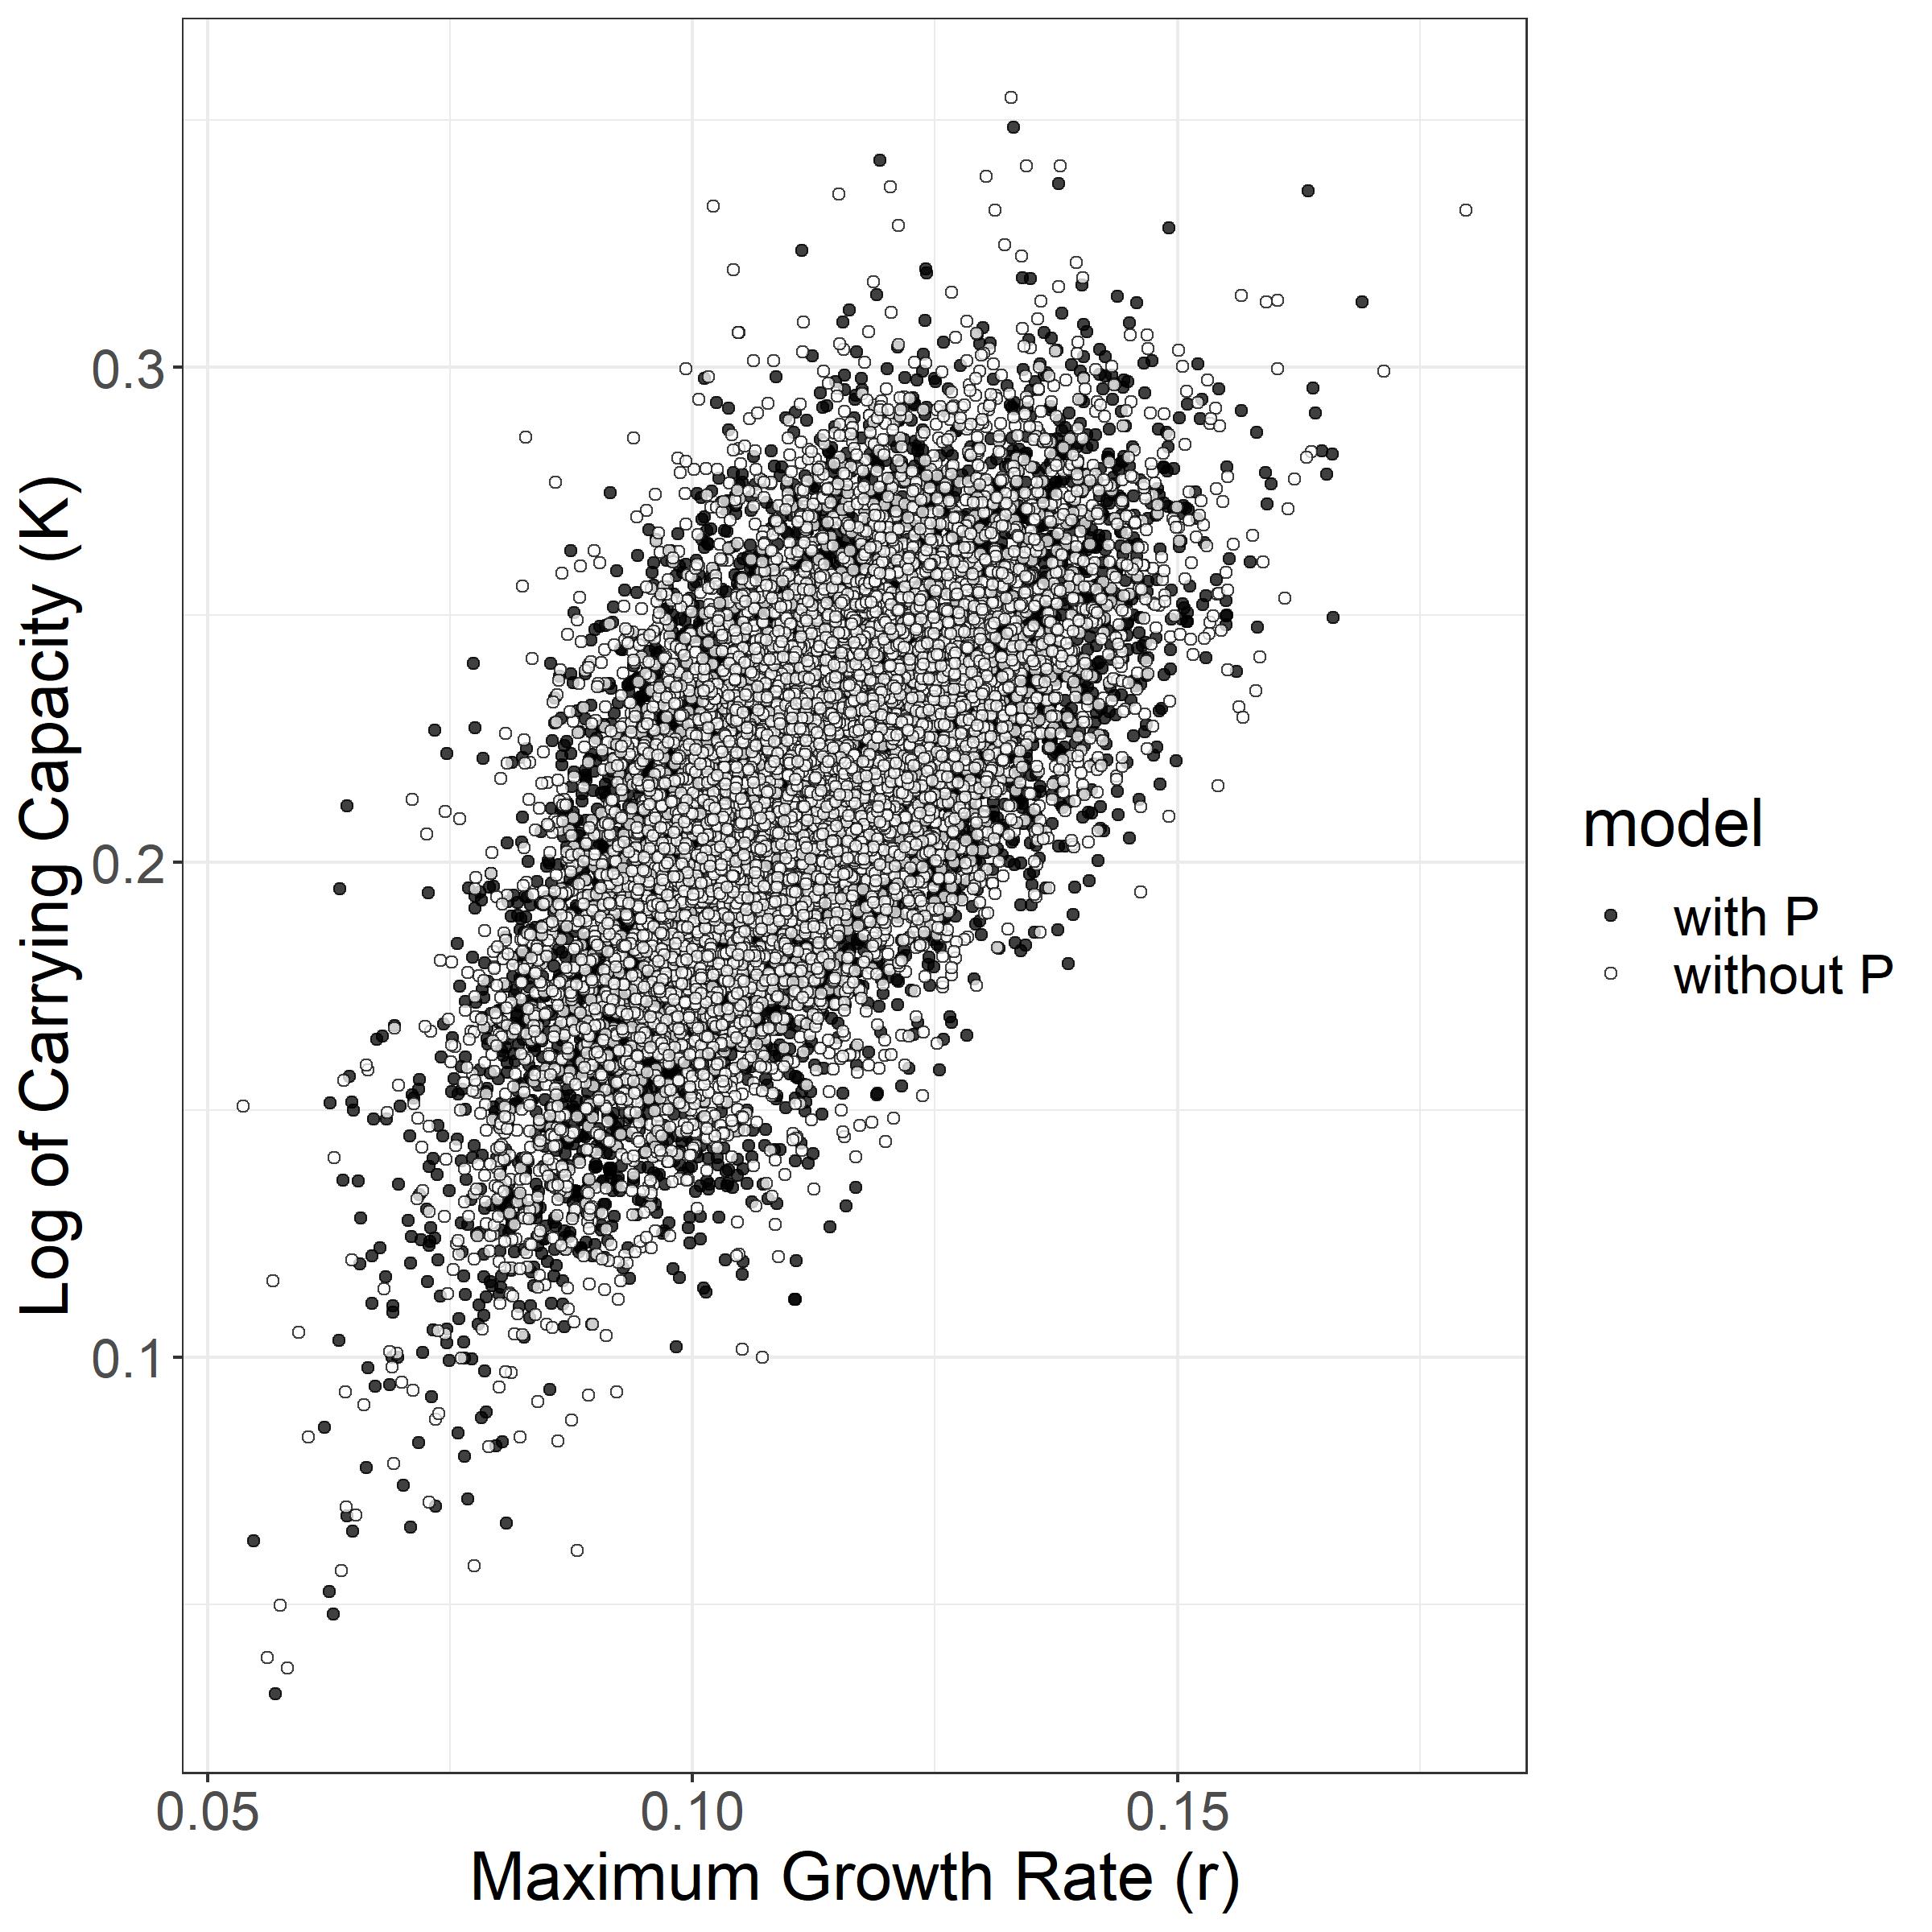 Log of Carrying Capacity (K)
0.3
0.2
0.1
0.05 0.10 0.15
Maximum Growth Rate (r)
model
with P
without P